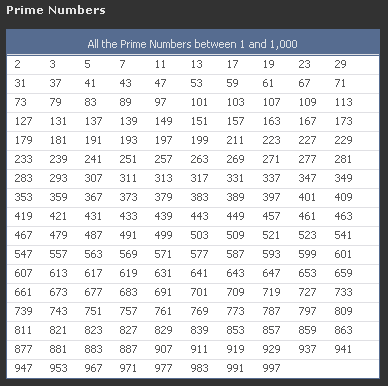 Prime Numbers
All the Prime Numbers between 1 and 1,000
2 3 5 7 11 13 17 19 23 29
31 37 41 43 47 53 59 61 67 71
73 79 83 89 97 101 103 107 109 113
127 131 137 139 149 151 157 163 167 173
179 181 191 193 197 199 211 223 227 229
233 239 241 251 257 263 269 271 277 281
283 293 307 311 313 317 331 337 347 349
353 359 367 373 379 383 389 397 401 409
419 421 431 433 439 443 449 457 461 463
467 479 487 491 499 503 509 521 523 541
547 557 563 569 571 577 587 593 599 601
607 613 617 619 631 641 643 647 653 659
661 673 677 683 691 701 709 719 727 733
739 743 751 757 761 769 773 787 797 809
811 821 823 827 829 839 853 857 859 863
877 881 883 887 907 911 919 929 937 941
947 953 967 971 977 983 991 997